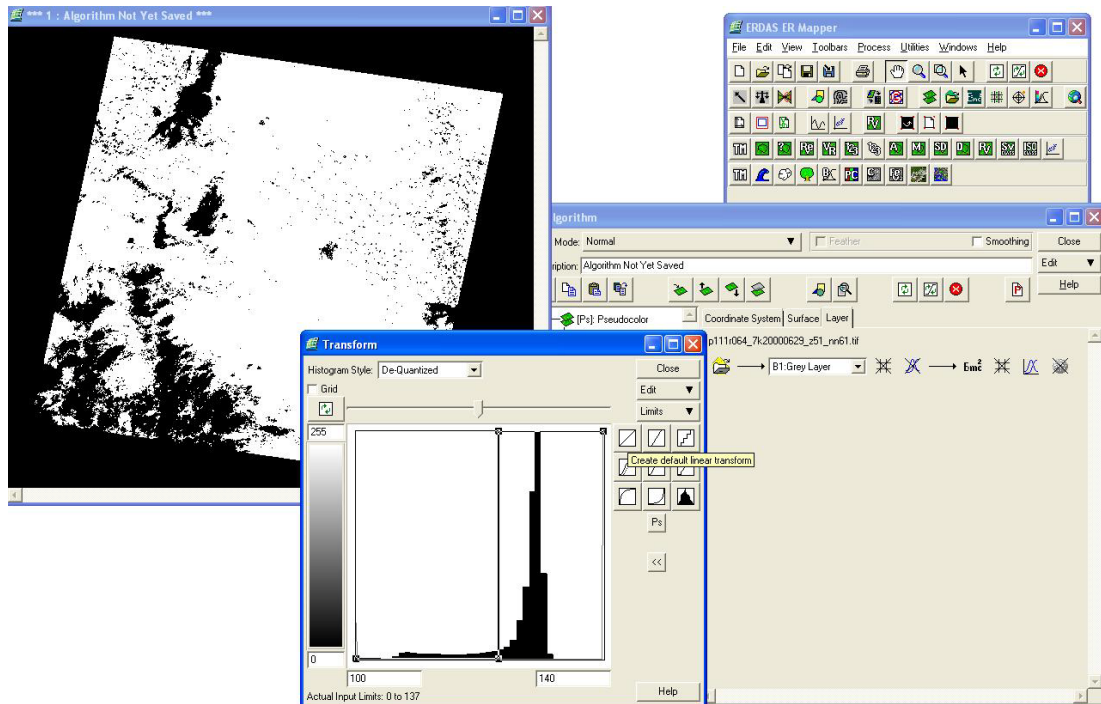 *** 1 : Algorithm Not Yet Saved ***
ERDAS ER Mapper
File Edit View Toolbars Process Utilities Windows Help
lgorithm
Mode: Normal
Feather
Smoothing
Close
ription: Algorithm Not Yet Saved
Edit
Help
[Ps]: Pseudocolor
Coordinate System Surface Layer
p111r064_7k20000629_z51_nn61.tif
B1:Grey Layer
Emc2
Transform
Histogram Style: De-Quantized
Close
Grid
Edit
Limits
255
Create default linear transform
Ps
<<
0
100
140
Actual Input Limits: 0 to 137
Help